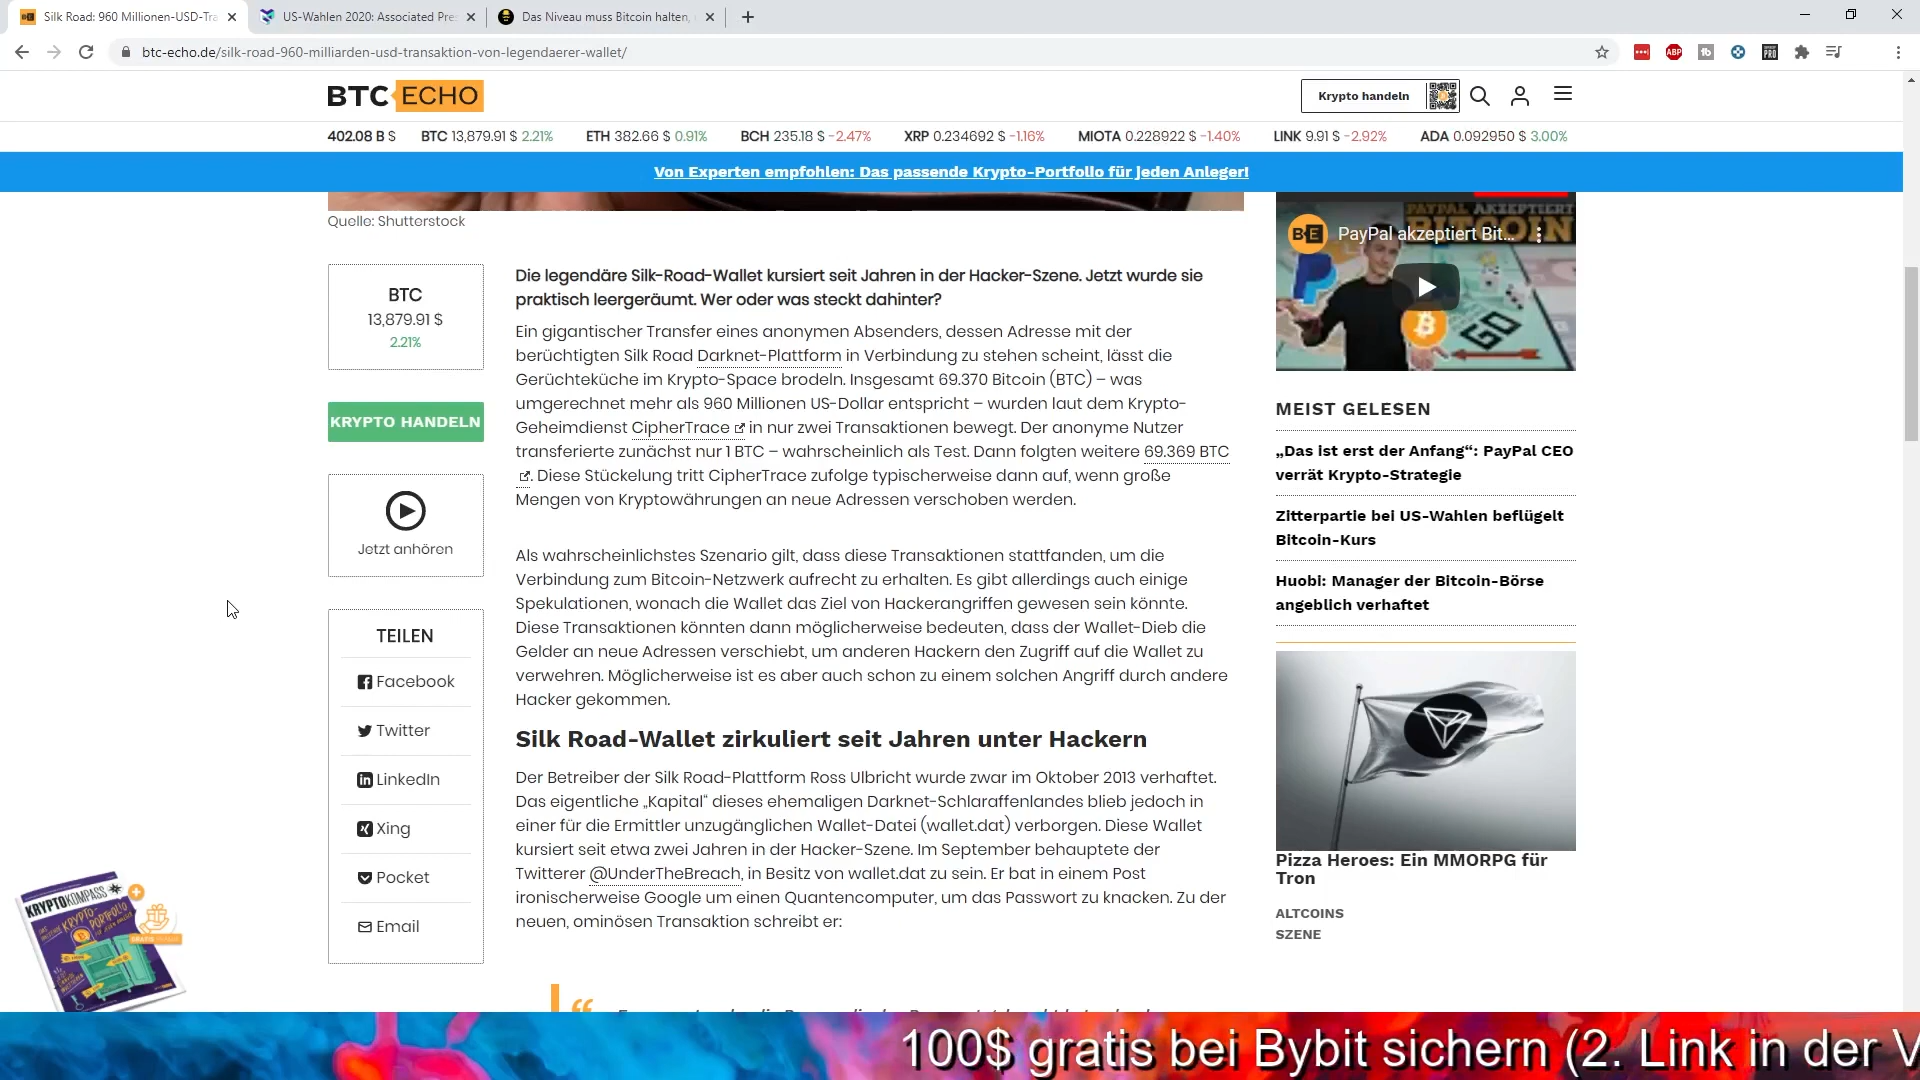 Silk Road: 960 Millionen-USD-Tra
US-Wahlen 2020: Associated Pres
Das Niveau muss Bitcoin halten,
btc-echo.de/silk-road-960-milliarden-usd-transaktion-von-legendaerer-wallet/
ABP
BTC ECHO
Krypto handeln
402.08 B $ BTC 13,879.91 $ 2.21% ETH 382.66 $ 0.91% BCH 235.18 $ -2.47% XRP 0.234692 $ -1.16% MIOTA 0.228922 $ -1.40% LINK 9.91 $ -2.92% ADA 0.092950 $ 3.00%
Von Experten empfohlen: Das passende Krypto-Portfolio für jeden Anleger!
Quelle: Shutterstock
BTC
13,879.91 $
2.21%
KRYPTO HANDELN
Jetzt anhören
TEILEN
Facebook
Twitter
LinkedIn
Xing
Pocket
Email
Die legendäre Silk-Road-Wallet kursiert seit Jahren in der Hacker-Szene. Jetzt wurde sie
praktisch leergeräumt. Wer oder was steckt dahinter?
Ein gigantischer Transfer eines anonymen Absenders, dessen Adresse mit der
berüchtigten Silk Road Darknet-Plattform in Verbindung zu stehen scheint, lässt die
Gerüchteküche im Krypto-Space brodeln. Insgesamt 69.370 Bitcoin (BTC) – was
umgerechnet mehr als 960 Millionen US-Dollar entspricht – wurden laut dem Krypto-
Geheimdienst CipherTrace in nur zwei Transaktionen bewegt. Der anonyme Nutzer
transferierte zunächst nur 1 BTC – wahrscheinlich als Test. Dann folgten weitere 69.369 BTC
. Diese Stückelung tritt CipherTrace zufolge typischerweise dann auf, wenn große
Mengen von Kryptowährungen an neue Adressen verschoben werden.
Als wahrscheinlichstes Szenario gilt, dass diese Transaktionen stattfanden, um die
Verbindung zum Bitcoin-Netzwerk aufrecht zu erhalten. Es gibt allerdings auch einige
Spekulationen, wonach die Wallet das Ziel von Hackerangriffen gewesen sein könnte.
Diese Transaktionen könnten dann möglicherweise bedeuten, dass der Wallet-Dieb die
Gelder an neue Adressen verschiebt, um anderen Hackern den Zugriff auf die Wallet zu
verwehren. Möglicherweise ist es aber auch schon zu einem solchen Angriff durch andere
Hacker gekommen.
Silk Road-Wallet zirkuliert seit Jahren unter Hackern
Der Betreiber der Silk Road-Plattform Ross Ulbricht wurde zwar im Oktober 2013 verhaftet.
Das eigentliche „Kapital“ dieses ehemaligen Darknet-Schlaraffenlandes blieb jedoch in
einer für die Ermittler unzugänglichen Wallet-Datei (wallet.dat) verborgen. Diese Wallet
kursiert seit etwa zwei Jahren in der Hacker-Szene. Im September behauptete der
Twitterer @UnderTheBreach, in Besitz von wallet.dat zu sein. Er bat in einem Post
ironischerweise Google um einen Quantencomputer, um das Passwort zu knacken. Zu der
neuen, ominösen Transaktion schreibt er:
PAYPAL AKZEPTIERT
BITCOIN
PayPal akzeptiert Bit...
GO
MEIST GELESEN
„Das ist erst der Anfang“: PayPal CEO
verrät Krypto-Strategie
Zitterpartie bei US-Wahlen beflügelt
Bitcoin-Kurs
Huobi: Manager der Bitcoin-Börse
angeblich verhaftet
Pizza Heroes: Ein MMORPG für
Tron
ALTCOINS
SZENE
KRYPTOKOMPASS
100$ gratis bei Bybit sichern (2. Link in der V